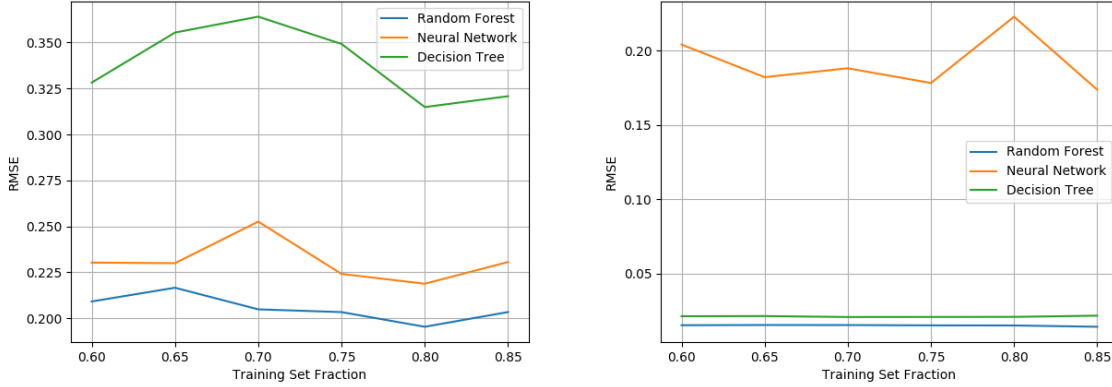 0.350
0.325
0.300
0.275
0.250
0.225
0.200
RMSE
Random Forest
Neural Network
Decision Tree
0.60 0.65 0.70 0.75 0.80 0.85
Training Set Fraction
0.20
0.15
0.10
0.05
RMSE
Random Forest
Neural Network
Decision Tree
0.60 0.65 0.70 0.75 0.80 0.85
Training Set Fraction